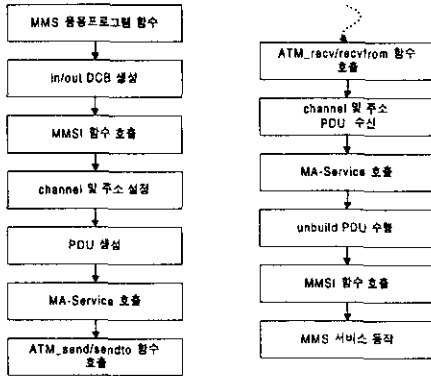 MMS 응용프로그램 함수
in/out DCB 생성
MMSI 함수 호출
channel 및 주소 설정
PDU 생성
MA-Service 호출
ATM_send/sendto 함수
호출
ATM_recv/recvfrom 함수
호출
channel 및 주소
PDU 수신
MA-Service 호출
unbuild PDU 수행
MMSI 함수 호출
MMS 서비스 동작